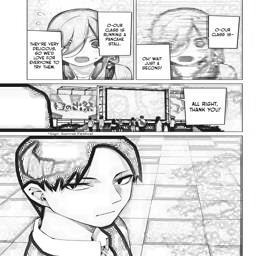 O-OUR
CLASS IS-
OH! WAIT
JUST A
SECOND!
O-OUR
CLASS IS
RUNNING A
PANCAKE
STALL.
THEY'RE VERY
DELICIOUS,
SO WE'D
LOVE FOR
EVERYONE TO
TRY THEM.
ALL RIGHT,
THANK YOU!